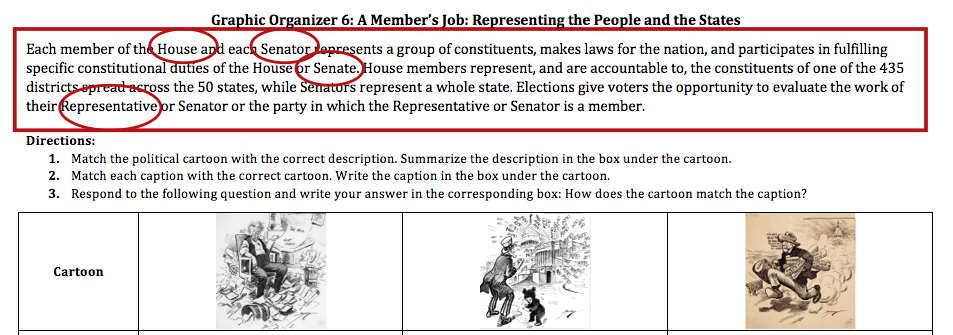 Graphic Organizer 6: A Member's Job: Representing the People and the States
Each member of the House and each Senator represents a group of constituents, makes laws for the nation, and participates in fulfilling
specific constitutional duties of the House or Senate. House members represent, and are accountable to, the constituents of one of the 435
districts spread across the 50 states, while Senators represent a whole state. Elections give voters the opportunity to evaluate the work of
their Representative or Senator or the party in which the Representative or Senator is a member.
Directions:
1. Match the political cartoon with the correct description. Summarize the description in the box under the cartoon.
2. Match each caption with the correct cartoon. Write the caption in the box under the cartoon.
3. Respond to the following question and write your answer in the corresponding box: How does the cartoon match the caption?
Cartoon